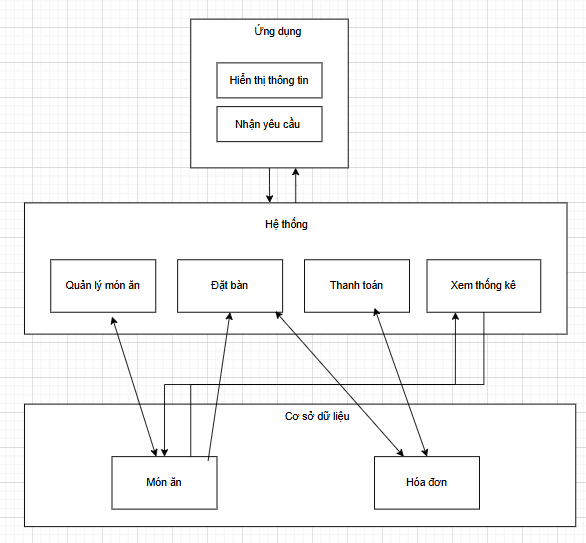 Ứng dụng
Hiển thị thông tin
Nhận yêu cầu
Hệ thống
Quản lý món ăn
Đặt bàn
Thanh toán
Xem thống kê
Cơ sở dữ liệu
Món ăn
Hóa đơn